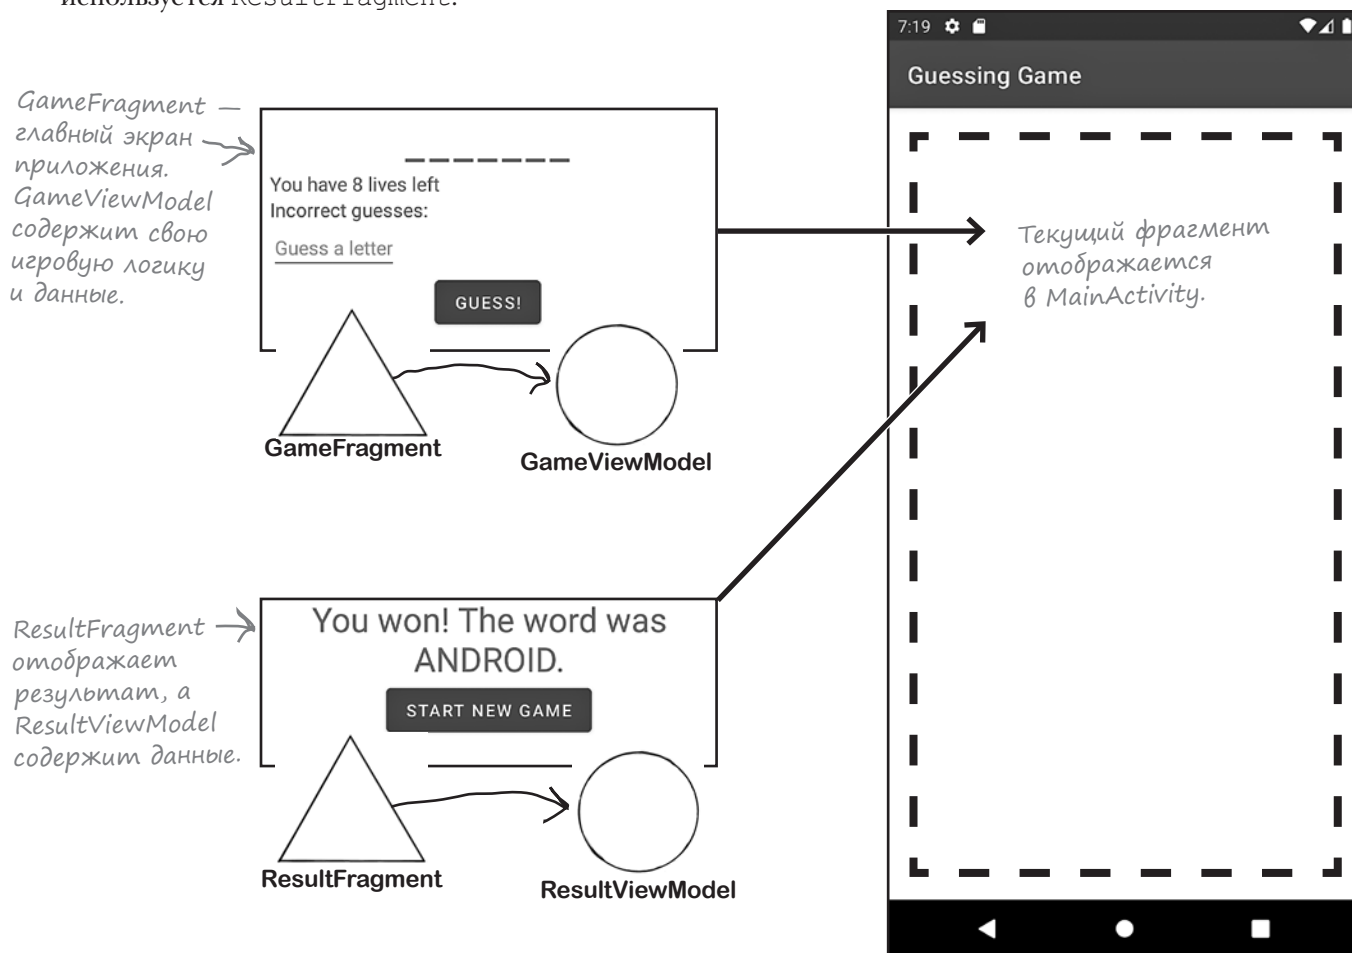 используется ResultFragment.
7:19
Guessing Game
GameFragment —
главный экран
приложения.
GameViewModel
содержит свою
игровую логику
и данные.
_ _ _ _ _ _ _
You have 8 lives left
Incorrect guesses:
Guess a letter
GUESS!
GameFragment
GameViewModel
Текущий фрагмент
отображается
в MainActivity.
ResultFragment
отображает
результат, а
ResultViewModel
содержит данные.
You won! The word was
ANDROID.
START NEW GAME
ResultFragment
ResultViewModel